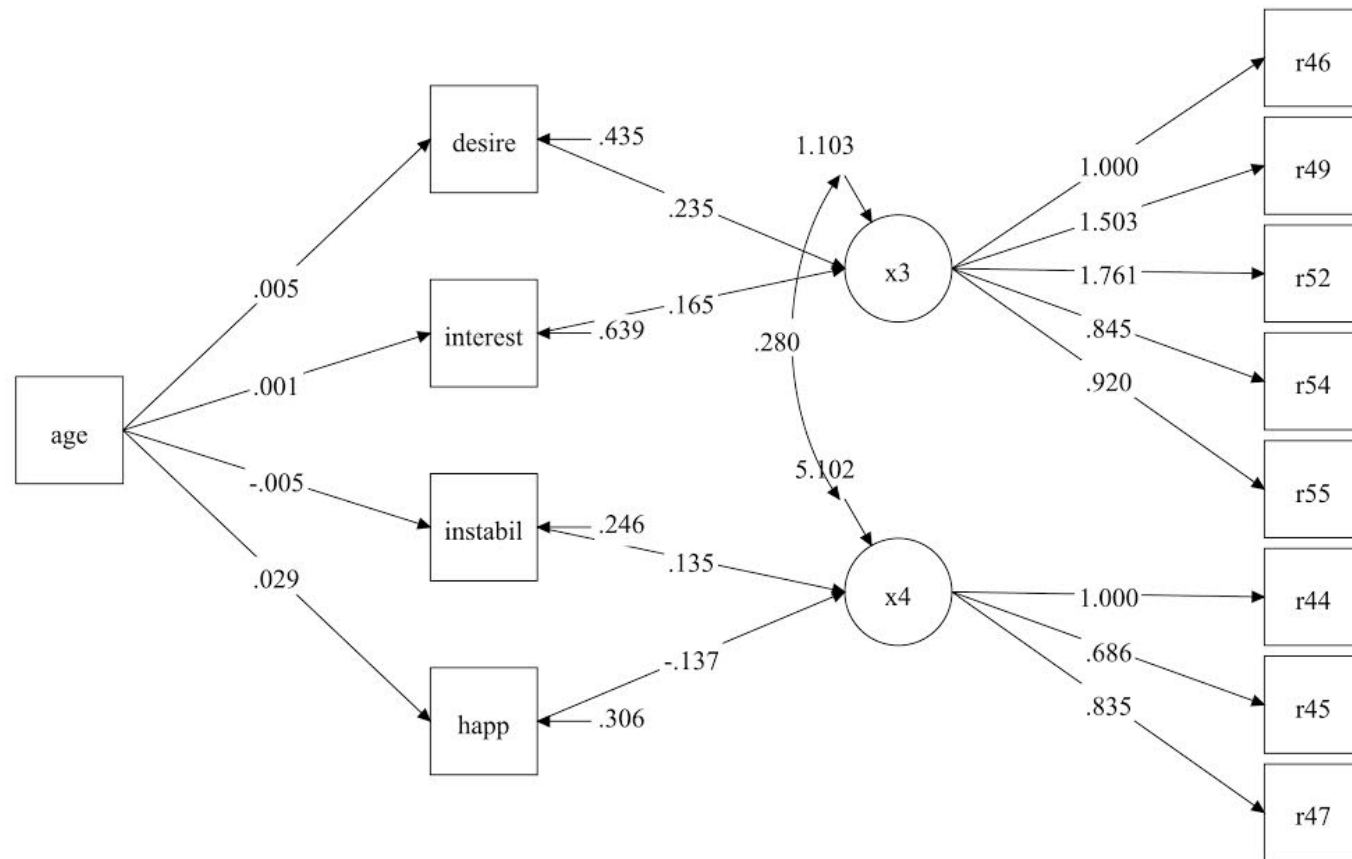 r46
desire
.435
1.103
1.000
r49
.235
1.503
x3
1.761
r52
.005
.165
interest
.639
.280
.845
r54
.001
.920
age
5.102
-.005
r55
instabil
.246
.135
.029
x4
1.000
r44
-.137
.686
r45
.835
happ
.306
r47